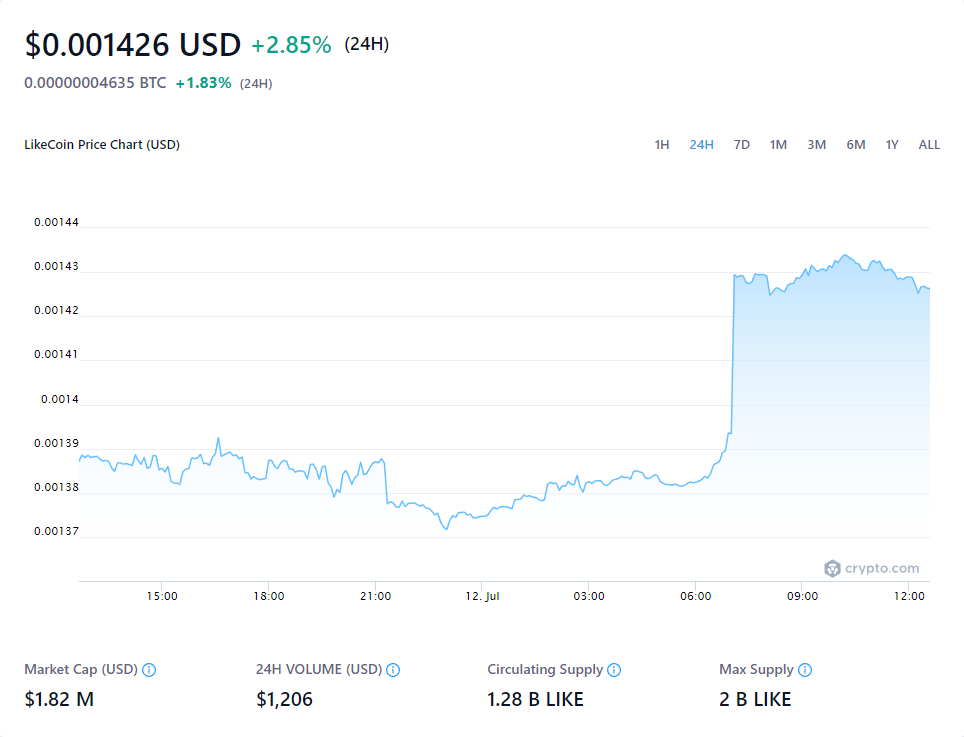 $0.001426 USD +2.85% (24H)
0.00000004635 BTC +1.83% (24H)
LikeCoin Price Chart (USD) 1H 24H 7D 1M 3M 6M 1Y ALL
0.00144
0.00143
0.00142
0.00141
0.0014
0.00139
0.00138
0.00137
crypto.com
15:00 18:00 21:00 12. Jul 03:00 06:00 09:00 12:00
Market Cap (USD) 24H VOLUME (USD) Circulating Supply Max Supply
$1.82 M $1,206 1.28 B LIKE 2 B LIKE